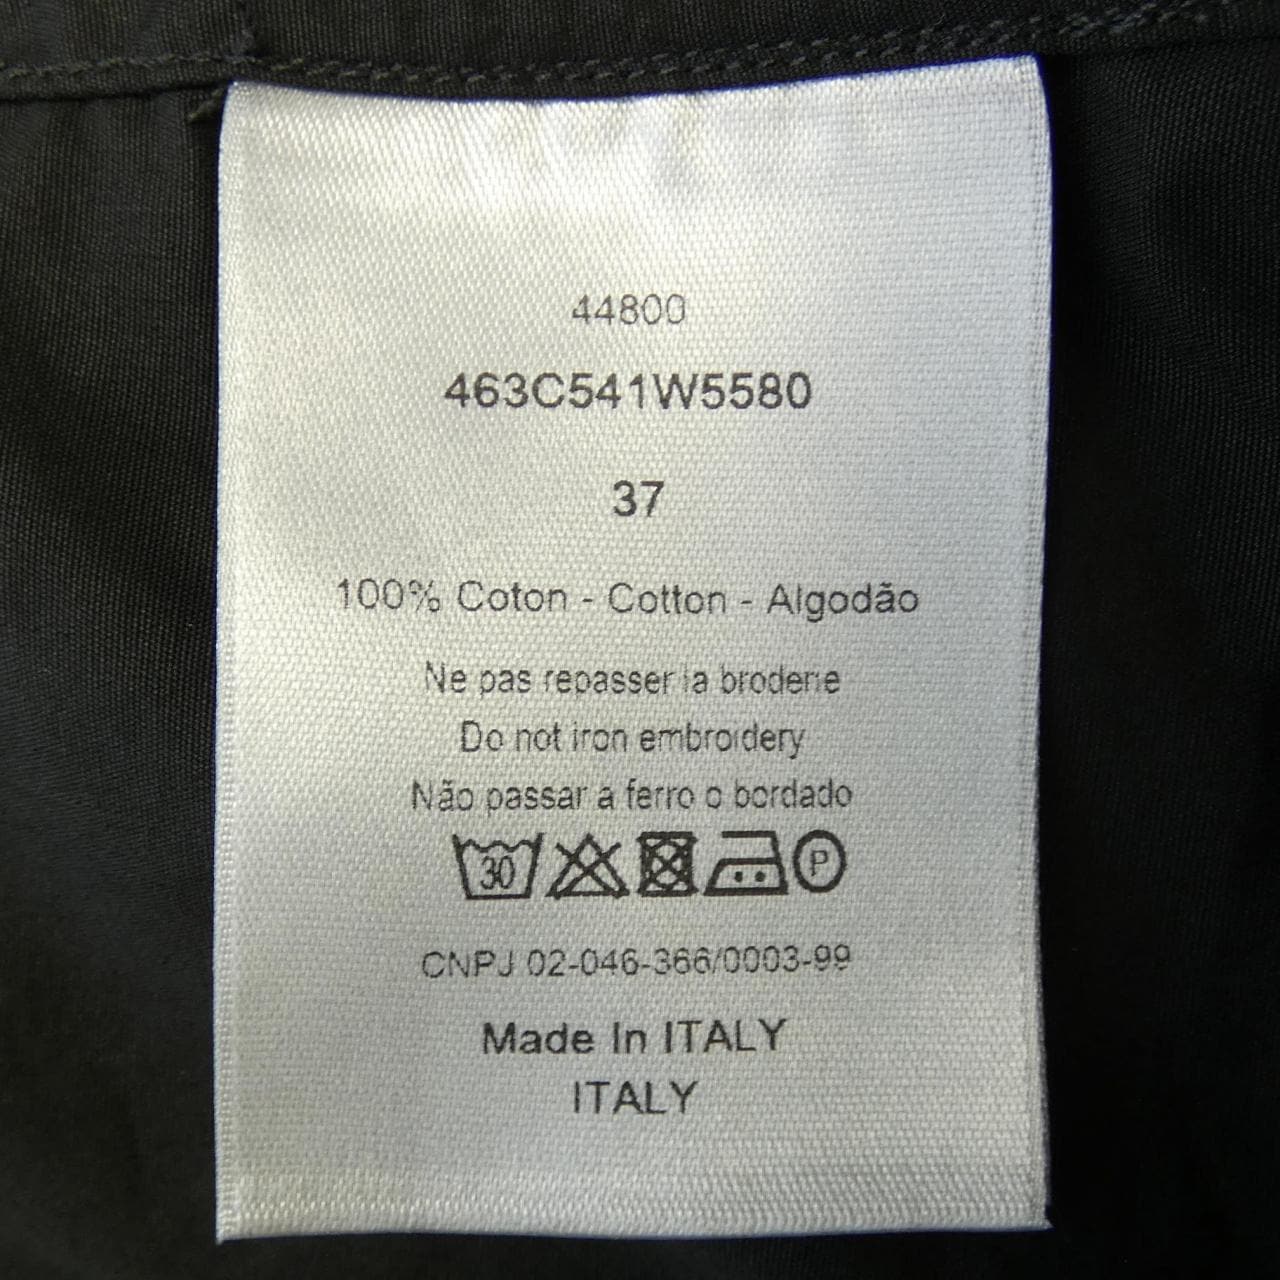 44800
463C541W5580
37
100% Coton - Cotton - Algodão
Ne pas repasser la broderie
Do not iron embroidery
Não passar a ferro o bordado
30 P
CNPJ 02-046-366/0003-99
Made In ITALY
ITALY